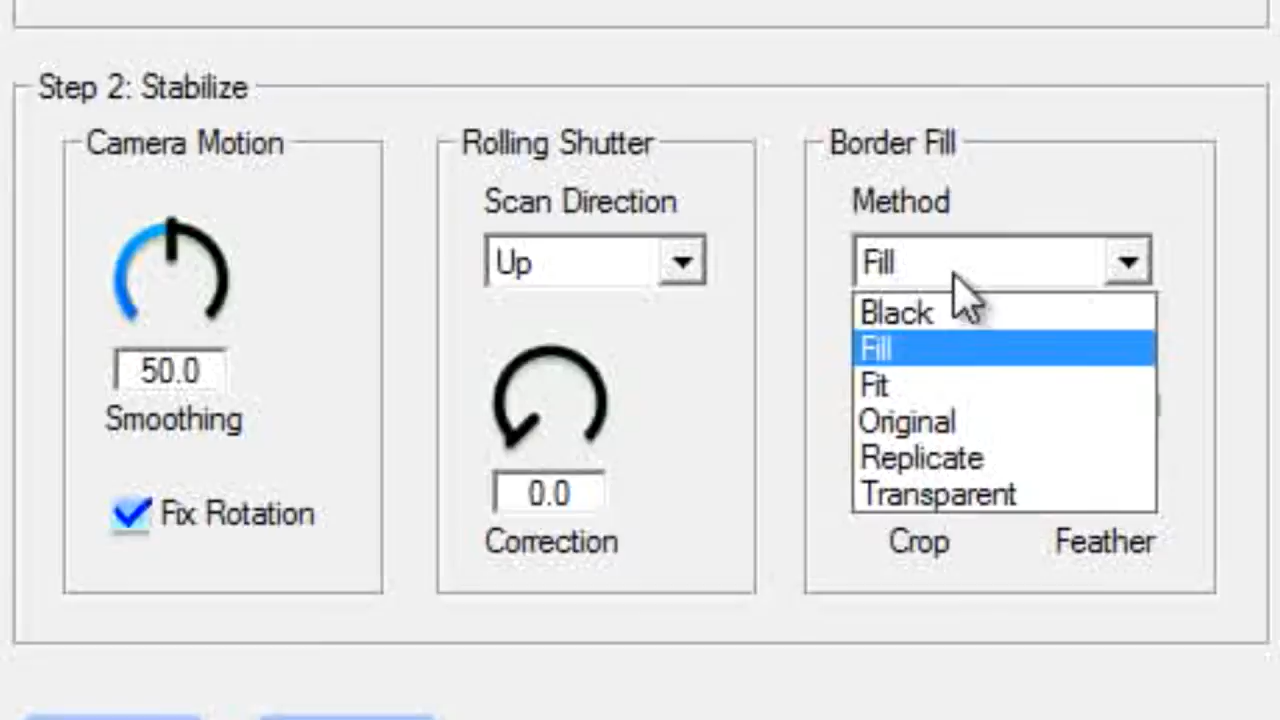 Step 2: Stabilize
Camera Motion
50.0
Smoothing
Fix Rotation
Rolling Shutter
Scan Direction
Up
0.0
Correction
Border Fill
Method
Fill
Black
Fill
Fit
Original
Replicate
Transparent
Crop
Feather